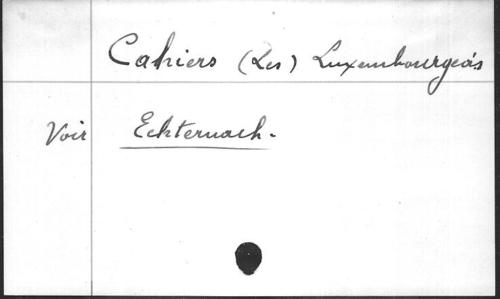 Cahiers (Les) Luxembourgeois
Voir Echternach.